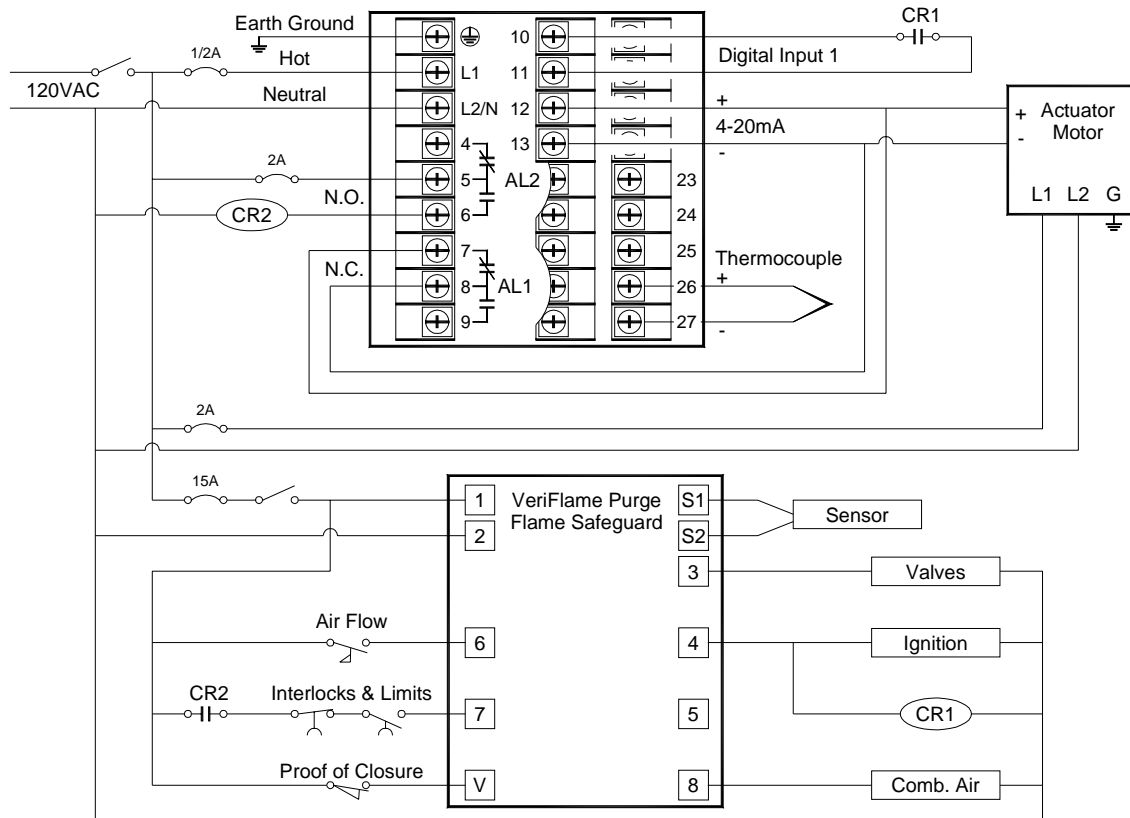 Earth Ground
10
CR1
1/2A
Hot
L1
11
Digital Input 1
120VAC
Neutral
L2/N
12
+
4-20mA
-
+
-
Actuator
Motor
4
13
2A
5
AL2
23
N.O.
L1 L2 G
CR2
6
24
7
25
N.C.
Thermocouple
8
AL1
26
+
9
27
-
2A
15A
1
VeriFlame Purge
Flame Safeguard
S1
Sensor
2
S2
3
Valves
Air Flow
6
4
Ignition
CR2
Interlocks & Limits
7
5
CR1
Proof of Closure
V
8
Comb. Air